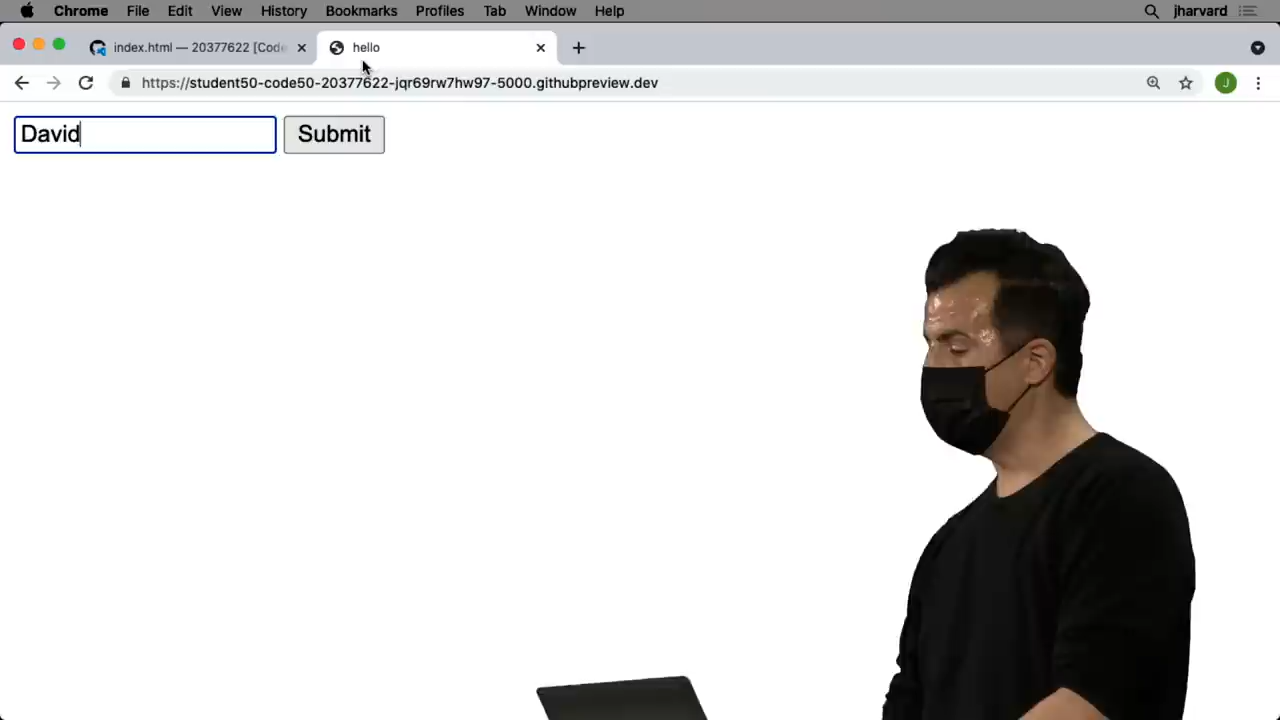 Chrome File Edit View History Bookmarks Profiles Tab Window Help jharvard
index.html — 20377622 [Code
hello
https://student50-code50-20377622-jqr69rw7hw97-5000.githubpreview.dev
J
David Submit